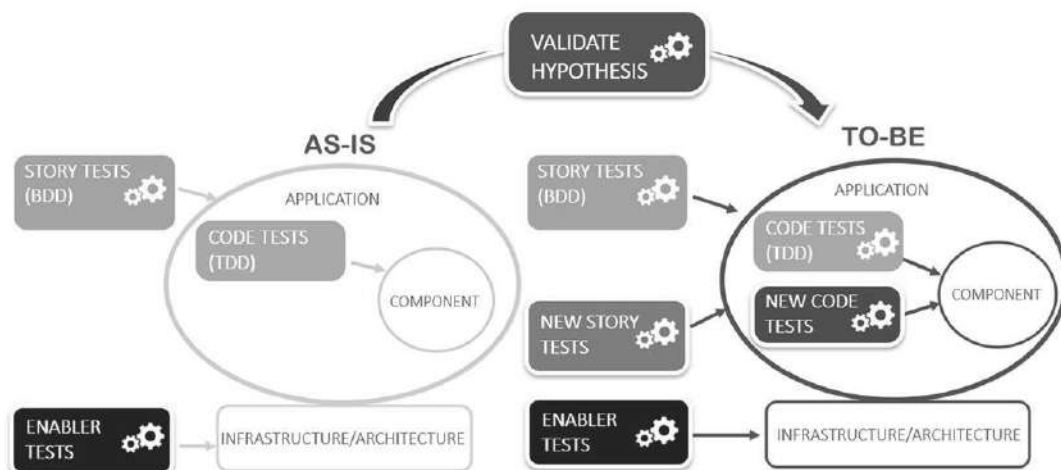 VALIDATE
HYPOTHESIS
AS-IS
STORY TESTS
(BDD)
APPLICATION
CODE TESTS
(TDD)
COMPONENT
ENABLER
TESTS
INFRASTRUCTURE/ARCHITECTURE
TO-BE
STORY TESTS
(BDD)
APPLICATION
CODE TESTS
(TDD)
NEW CODE
TESTS
COMPONENT
NEW STORY
TESTS
ENABLER
TESTS
INFRASTRUCTURE/ARCHITECTURE